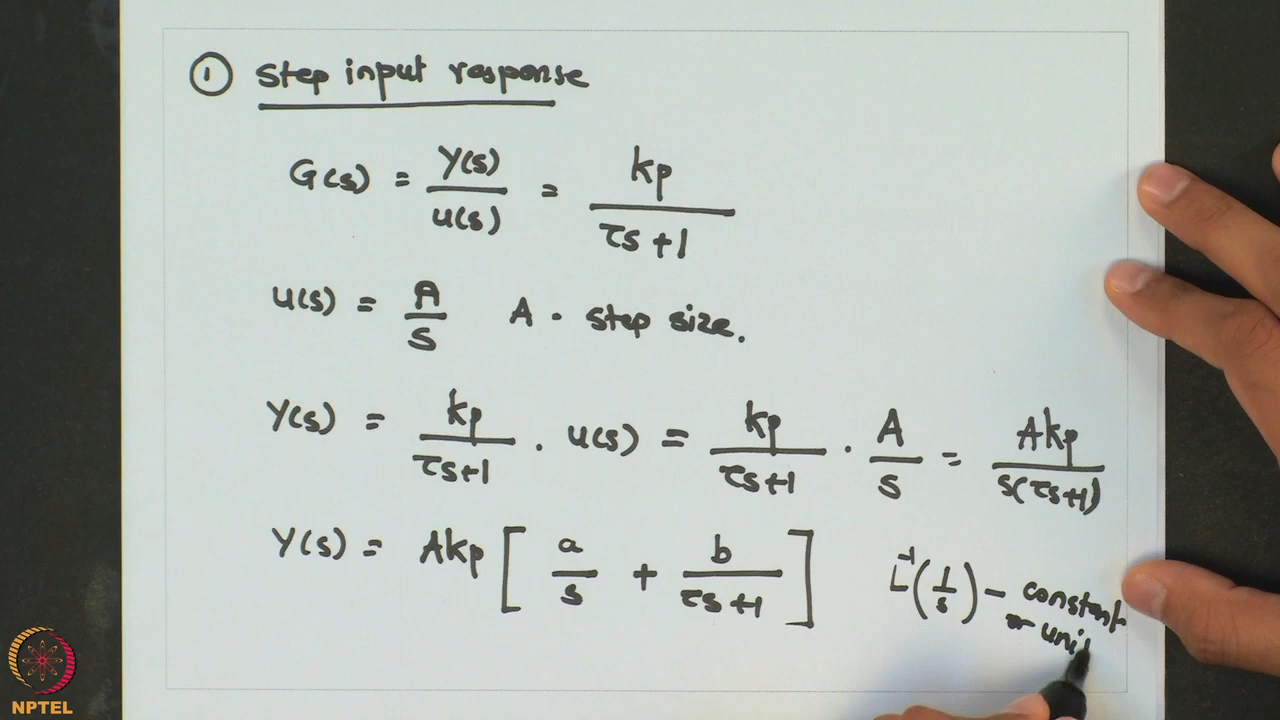 ① Step input response
G(s) = Y(s)/u(s) = kp/(τs+1)
u(s) = A/s   A - step size.
Y(s) = kp/(τs+1) . u(s) = kp/(τs+1) . A/s = Akp/(s(τs+1))
Y(s) = Akp [ a/s + b/(τs+1) ]   L⁻¹(1/s) - constant
or uni
NPTEL